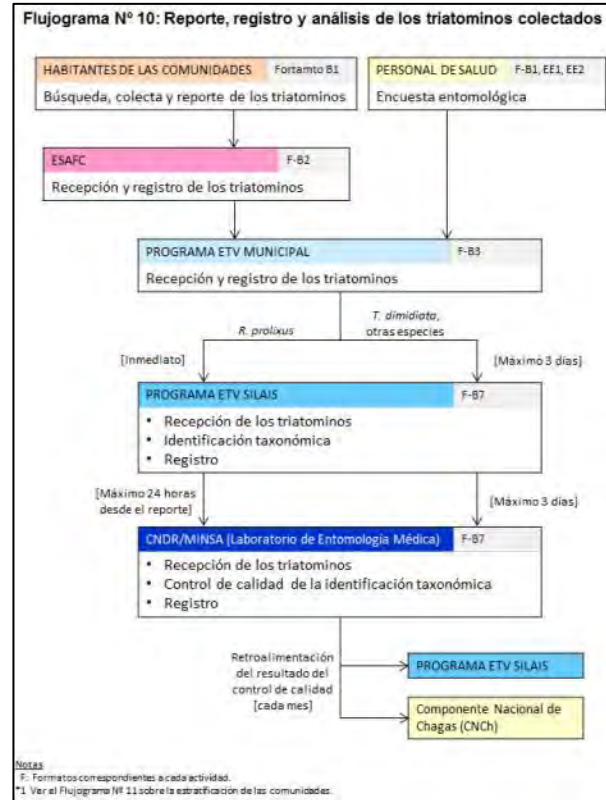 Flujograma Nº 10: Reporte, registro y análisis de los triatominos colectados
HABITANTES DE LAS COMUNIDADES
Fortamto B1
Búsqueda, colecta y reporte de los triatominos
PERSONAL DE SALUD
F-B1, EE1, EE2
Encuesta entomológica
ESAFC
F-B2
Recepción y registro de los triatominos
PROGRAMA ETV MUNICIPAL
F-B3
Recepción y registro de los triatominos
R. prolixus
T. dimidiata,
otras especies
[Inmediato]
[Máximo 3 días]
PROGRAMA ETV SILAIS
F-B7
• Recepción de los triatominos
• Identificación taxonómica
• Registro
[Máximo 24 horas
desde el reporte]
[Máximo 3 días]
CNDR/MINSA (Laboratorio de Entomología Médica)
F-B7
• Recepción de los triatominos
• Control de calidad de la identificación taxonómica
• Registro
Retroalimentación
del resultado del
control de calidad
[cada mes]
PROGRAMA ETV SILAIS
Componente Nacional de
Chagas (CNCh)
Notas
F: Formatos correspondientes a cada actividad.
*1 Ver el Flujograma Nº 11 sobre la estratificación de las comunidades.